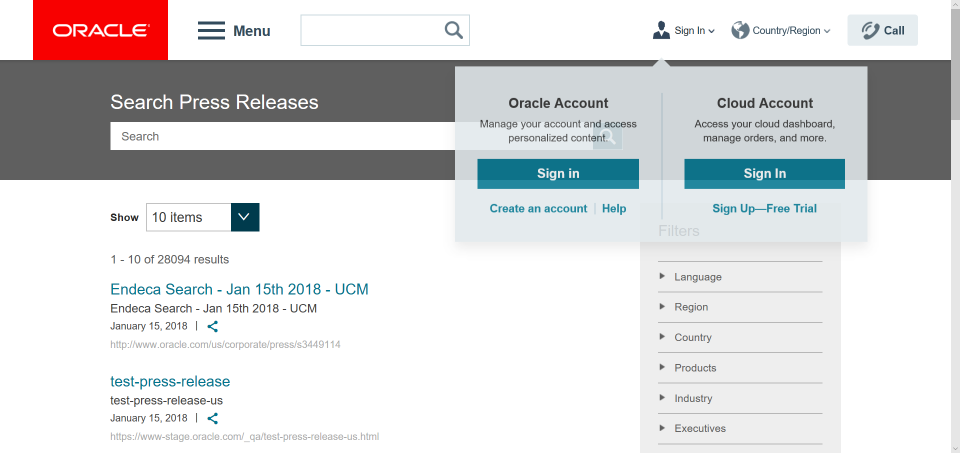 ORACLE
Menu
Sign In
Country/Region
Call
Oracle Account
Manage your account and access
personalized content.
Sign in
Create an account | Help
Cloud Account
Access your cloud dashboard,
manage orders, and more.
Sign In
Sign Up—Free Trial
Search Press Releases
Search
Show 10 items
1 - 10 of 28094 results
Endeca Search - Jan 15th 2018 - UCM
Endeca Search - Jan 15th 2018 - UCM
January 15, 2018 |
http://www.oracle.com/us/corporate/press/s3449114
test-press-release
test-press-release-us
January 15, 2018 |
https://www-stage.oracle.com/_qa/test-press-release-us.html
Filters
Language
Region
Country
Products
Industry
Executives